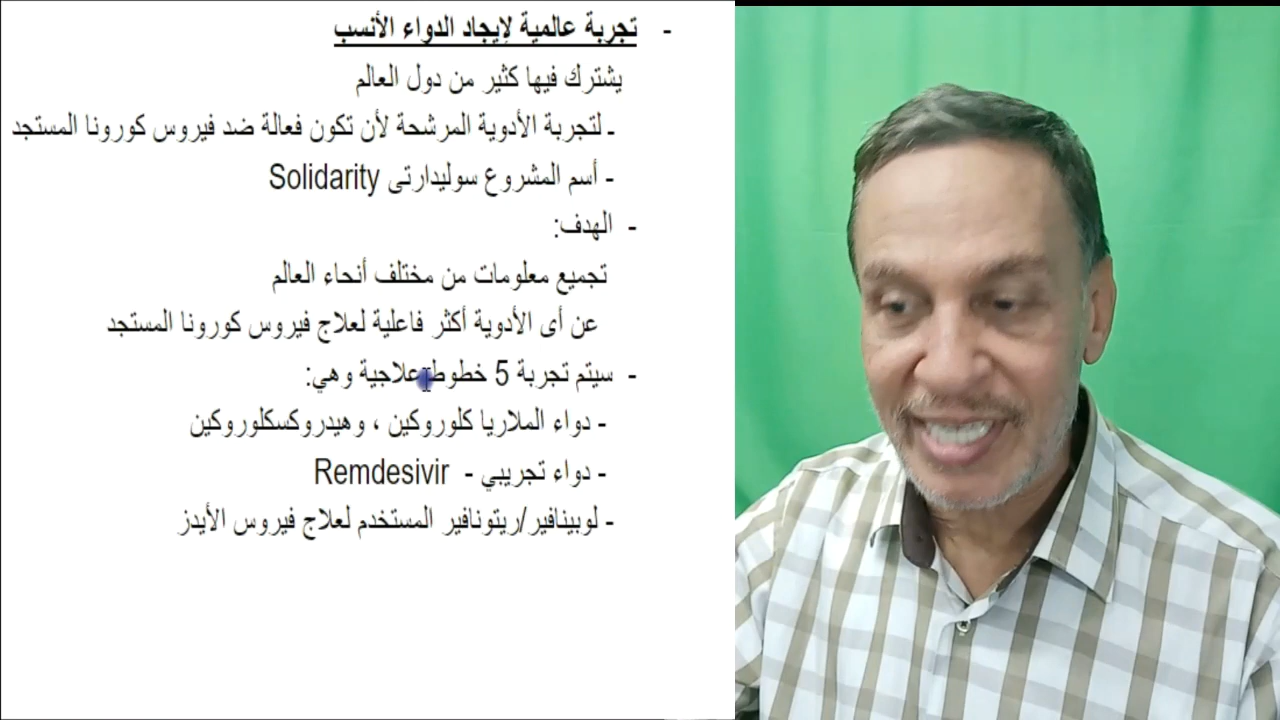 - تجربة عالمية لإيجاد الدواء الأنسب
يشترك فيها كثير من دول العالم
- لتجربة الأدوية المرشحة لأن تكون فعالة ضد فيروس كورونا المستجد
- أسم المشروع سوليدارتى Solidarity
- الهدف:
تجميع معلومات من مختلف أنحاء العالم
عن أى الأدوية أكثر فاعلية لعلاج فيروس كورونا المستجد
- سيتم تجربة 5 خطوط علاجية وهي:
- دواء الملاريا كلوروكين ، وهيدروكسكلوروكين
- دواء تجريبي - Remdesivir
- لوبينافير/ريتونافير المستخدم لعلاج فيروس الأيدز